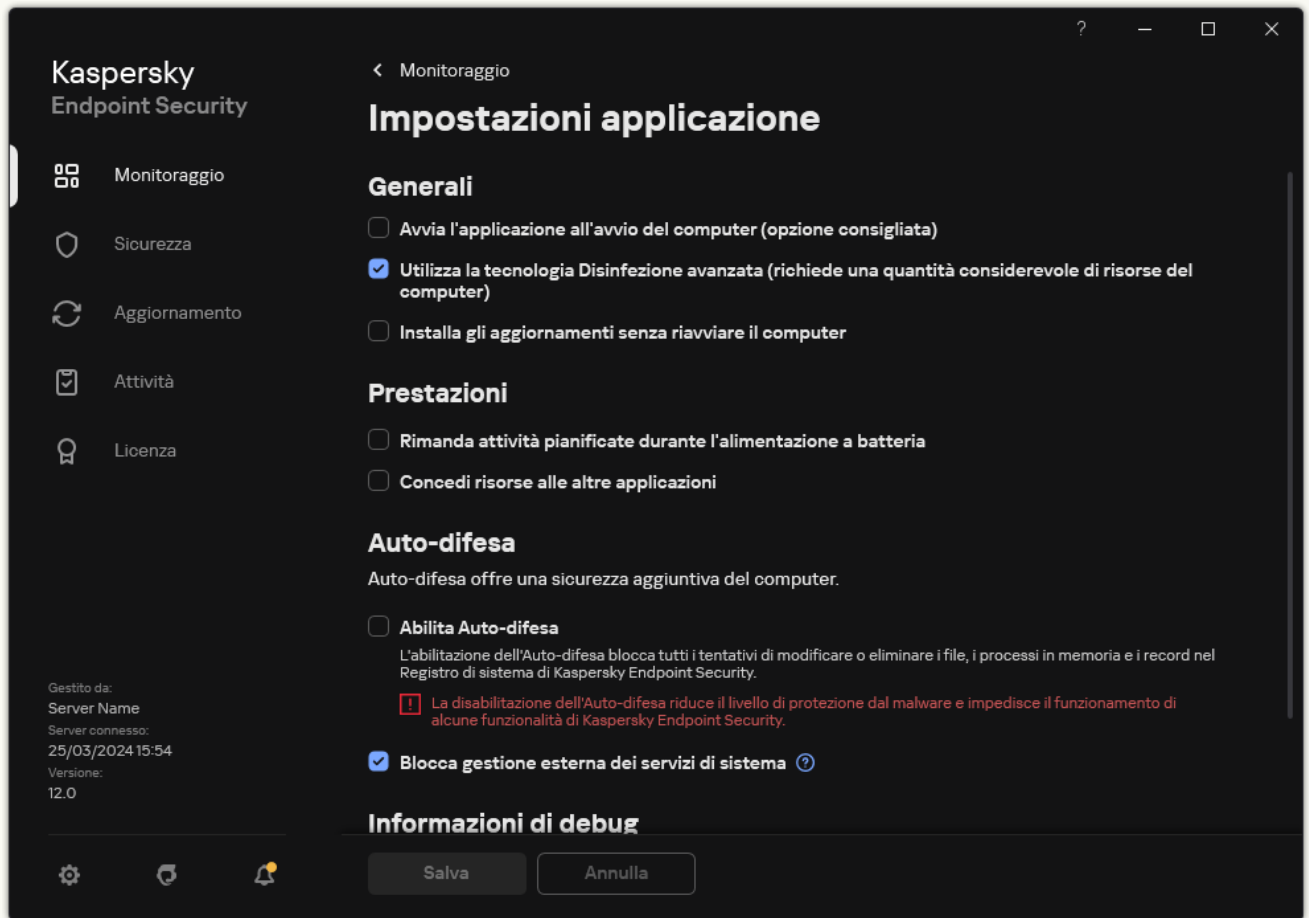 Kaspersky
Endpoint Security
Monitoraggio
Sicurezza
Aggiornamento
Attività
Licenza
Gestito da:
Server Name
Server connesso:
25/03/2024 15:54
Versione:
12.0
?
Monitoraggio
Impostazioni applicazione
Generali
Avvia l'applicazione all'avvio del computer (opzione consigliata)
Utilizza la tecnologia Disinfezione avanzata (richiede una quantità considerevole di risorse del
computer)
Installa gli aggiornamenti senza riavviare il computer
Prestazioni
Rimanda attività pianificate durante l'alimentazione a batteria
Concedi risorse alle altre applicazioni
Auto-difesa
Auto-difesa offre una sicurezza aggiuntiva del computer.
Abilita Auto-difesa
L'abilitazione dell'Auto-difesa blocca tutti i tentativi di modificare o eliminare i file, i processi in memoria e i record nel
Registro di sistema di Kaspersky Endpoint Security.
La disabilitazione dell'Auto-difesa riduce il livello di protezione dal malware e impedisce il funzionamento di
alcune funzionalità di Kaspersky Endpoint Security.
Blocca gestione esterna dei servizi di sistema ?
Informazioni di debug
Salva
Annulla